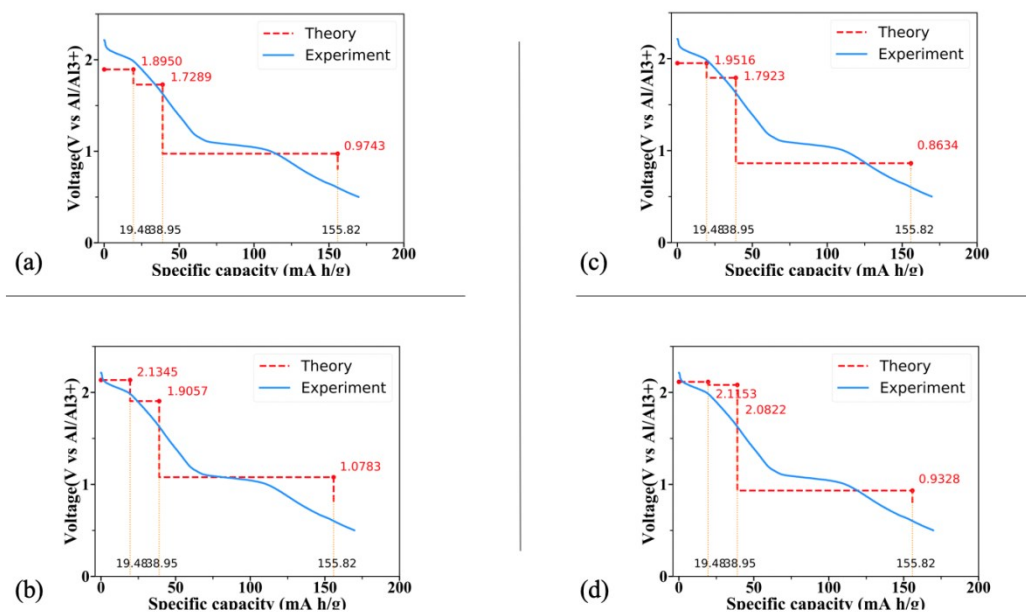 Theory
Experiment
1.8950
1.7289
0.9743
Voltage(V vs Al/Al3+)
2
1
0
19.48
38.95
155.82
0
50
100
150
200
Specific capacity (mA h/g)
(a)
Theory
Experiment
1.9516
1.7923
0.8634
Voltage(V vs Al/Al3+)
2
1
0
19.48
38.95
155.82
0
50
100
150
200
Specific capacity (mA h/g)
(c)
Theory
Experiment
2.1345
1.9057
1.0783
Voltage(V vs Al/Al3+)
2
1
0
19.48
38.95
155.82
0
50
100
150
200
Specific capacity (mA h/g)
(b)
Theory
Experiment
2.1153
2.0822
0.9328
Voltage(V vs Al/Al3+)
2
1
0
19.48
38.95
155.82
0
50
100
150
200
Specific capacity (mA h/g)
(d)